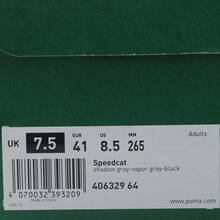 Adults
UK 7.5 EUR 41 US 8.5 MM 265
Speedcat
shadow gray-vapor gray-black
406329 64
4 070032 393209
www.puma.com